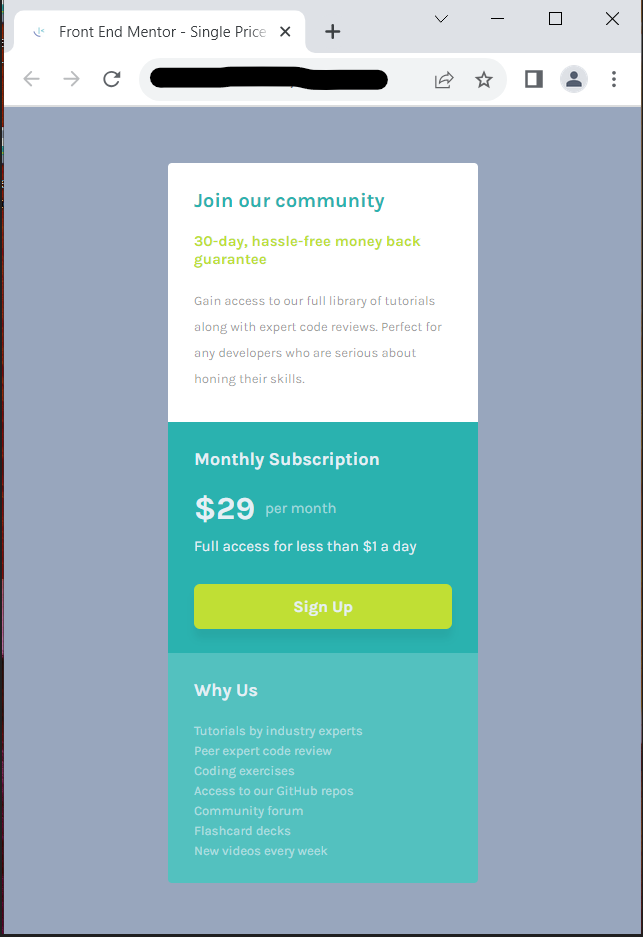 Front End Mentor - Single Price
Join our community
30-day, hassle-free money back
guarantee
Gain access to our full library of tutorials
along with expert code reviews. Perfect for
any developers who are serious about
honing their skills.
Monthly Subscription
$29 per month
Full access for less than $1 a day
Sign Up
Why Us
Tutorials by industry experts
Peer expert code review
Coding exercises
Access to our GitHub repos
Community forum
Flashcard decks
New videos every week